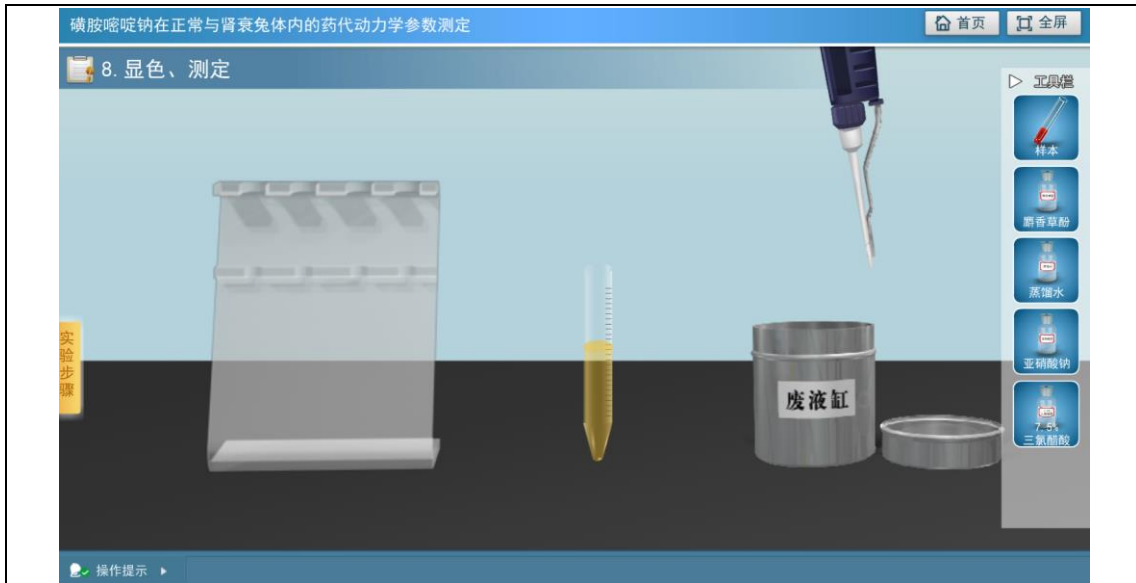 磺胺嘧啶钠在正常与肾衰兔体内的药代动力学参数测定
首页
全屏
8. 显色、测定
工具栏
样本
麝香草酚
蒸馏水
亚硝酸钠
7.5%
三氯醋酸
实验步骤
废液缸
操作提示